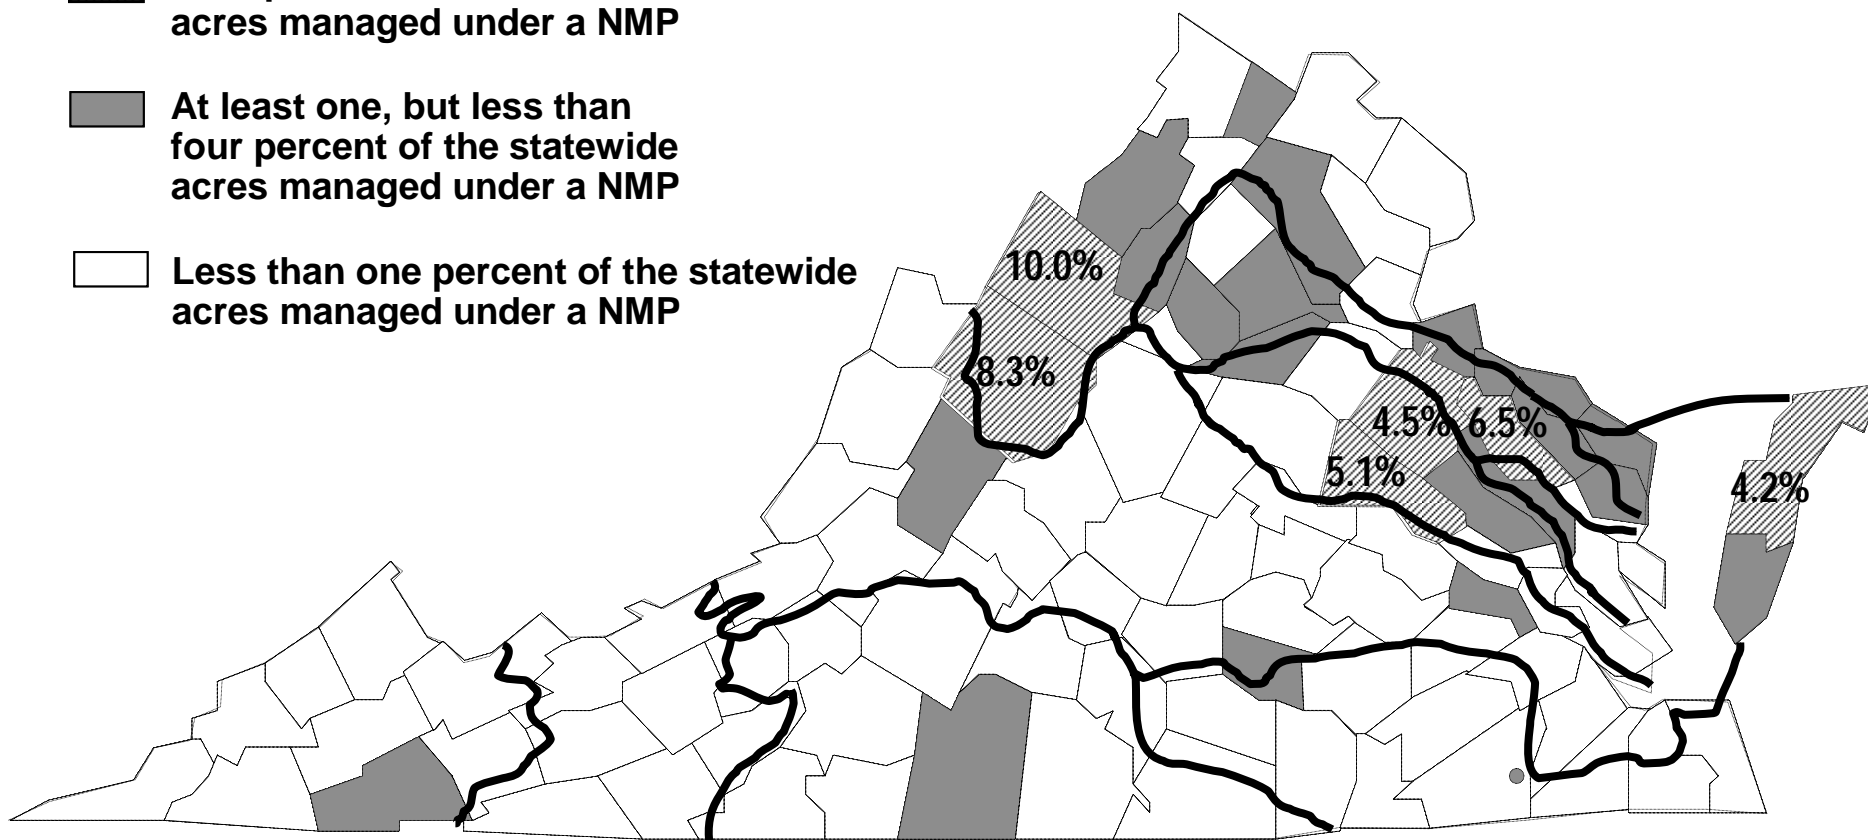 acres managed under a NMP
At least one, but less than
four percent of the statewide
acres managed under a NMP
Less than one percent of the statewide
acres managed under a NMP
10.0%
8.3%
4.5%
6.5%
5.1%
4.2%